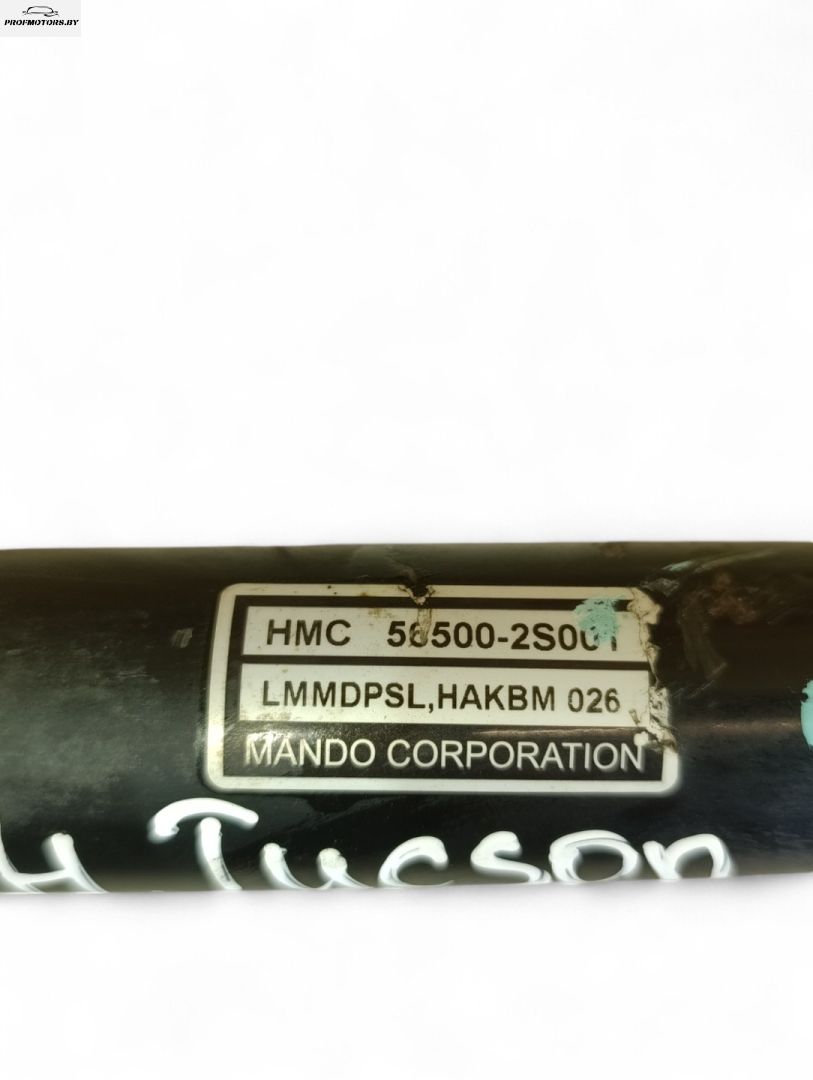 PROFMOTORS.BY
HMC 56500-2S001
LMMDPSL,HAKBM 026
MANDO CORPORATION
H Tucson